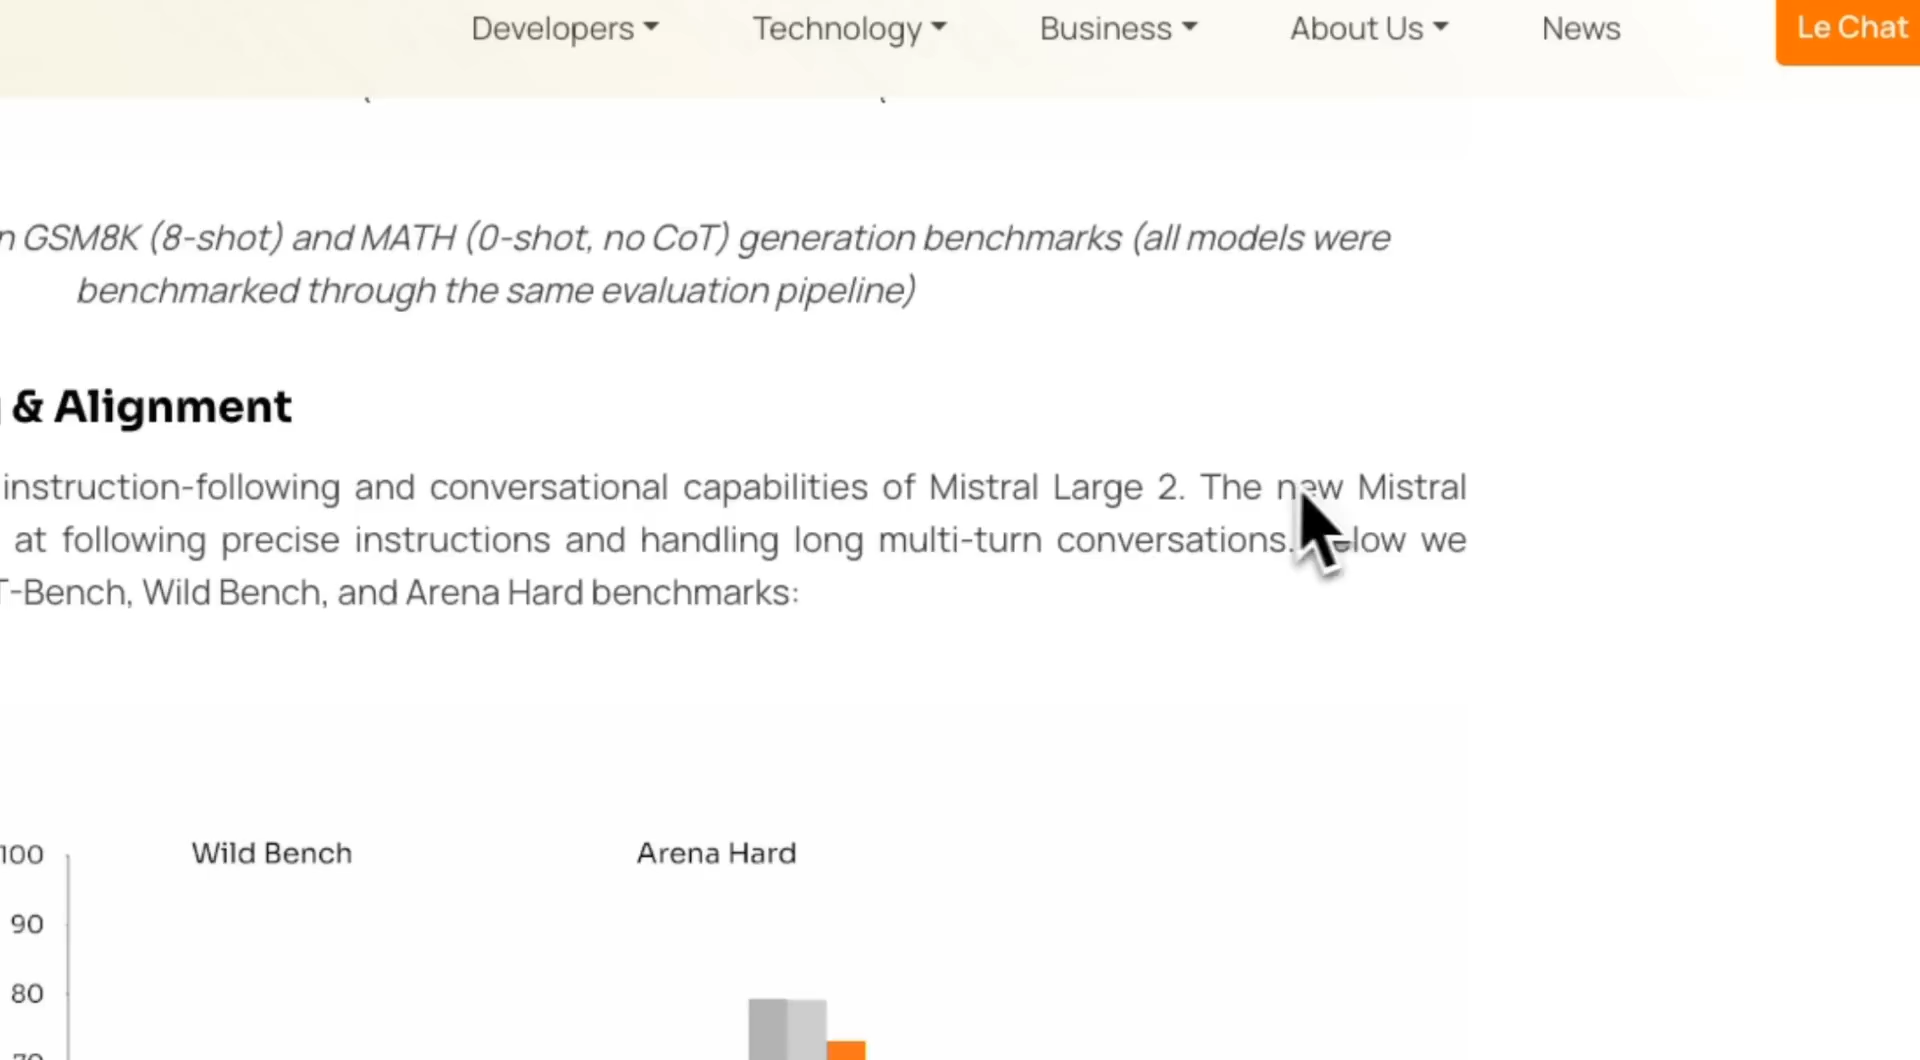 Developers Technology Business About Us News Le Chat
GSM8K (8-shot) and MATH (0-shot, no CoT) generation benchmarks (all models were
benchmarked through the same evaluation pipeline)
& Alignment
instruction-following and conversational capabilities of Mistral Large 2. The new Mistral
at following precise instructions and handling long multi-turn conversations. we
T-Bench, Wild Bench, and Arena Hard benchmarks:
100 Wild Bench Arena Hard
90
80
70